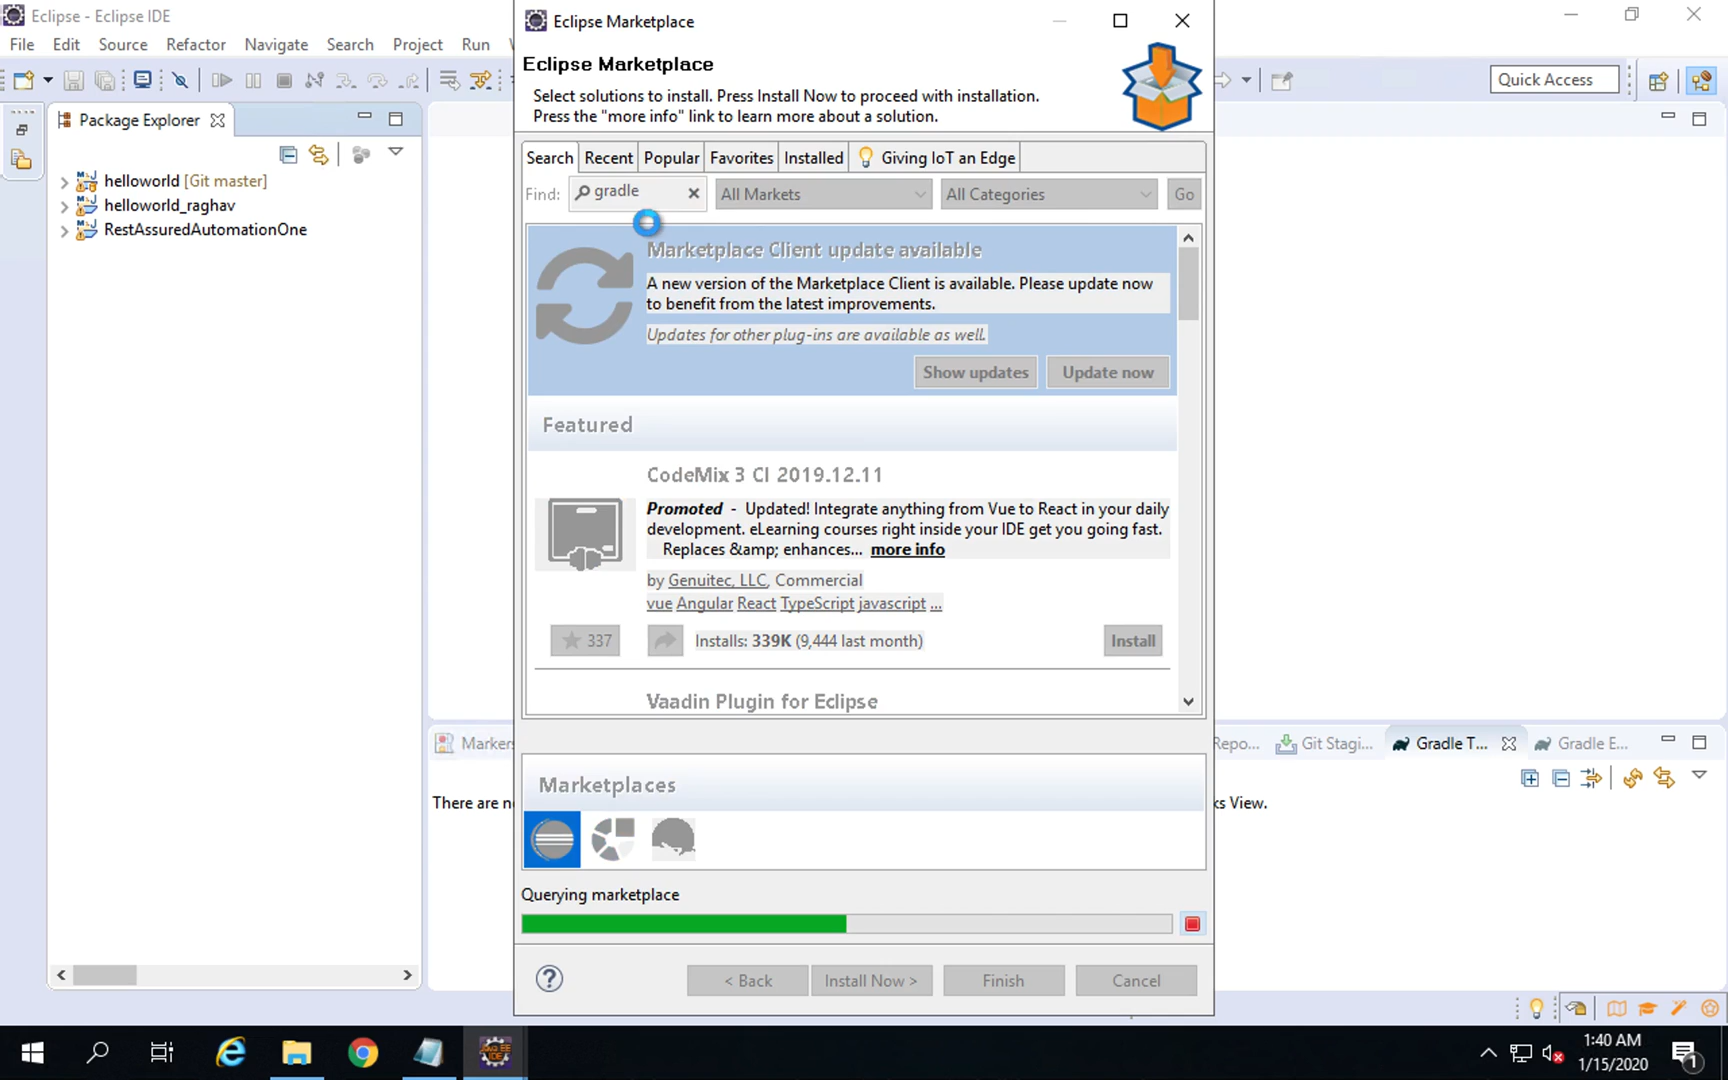 Eclipse - Eclipse IDE
File Edit Source Refactor Navigate Search Project Run
Quick Access
Package Explorer
helloworld [Git master]
helloworld_raghav
RestAssuredAutomationOne
Eclipse Marketplace
Eclipse Marketplace
Select solutions to install. Press Install Now to proceed with installation.
Press the "more info" link to learn more about a solution.
Search Recent Popular Favorites Installed Giving IoT an Edge
Find: gradle All Markets All Categories Go
Marketplace Client update available
A new version of the Marketplace Client is available. Please update now
to benefit from the latest improvements.
Updates for other plug-ins are available as well.
Show updates Update now
Featured
CodeMix 3 CI 2019.12.11
Promoted - Updated! Integrate anything from Vue to React in your daily
development. eLearning courses right inside your IDE get you going fast.
Replaces &amp; enhances... more info
by Genuitec, LLC, Commercial
vue Angular React TypeScript javascript ...
337 Installs: 339K (9,444 last month) Install
Vaadin Plugin for Eclipse
Marketplaces
Querying marketplace
< Back Install Now > Finish Cancel
Markers
Repo... Git Stagi... Gradle T... Gradle E...
There are n
ks View.
JAVA EE
IDE
1:40 AM
1/15/2020
1